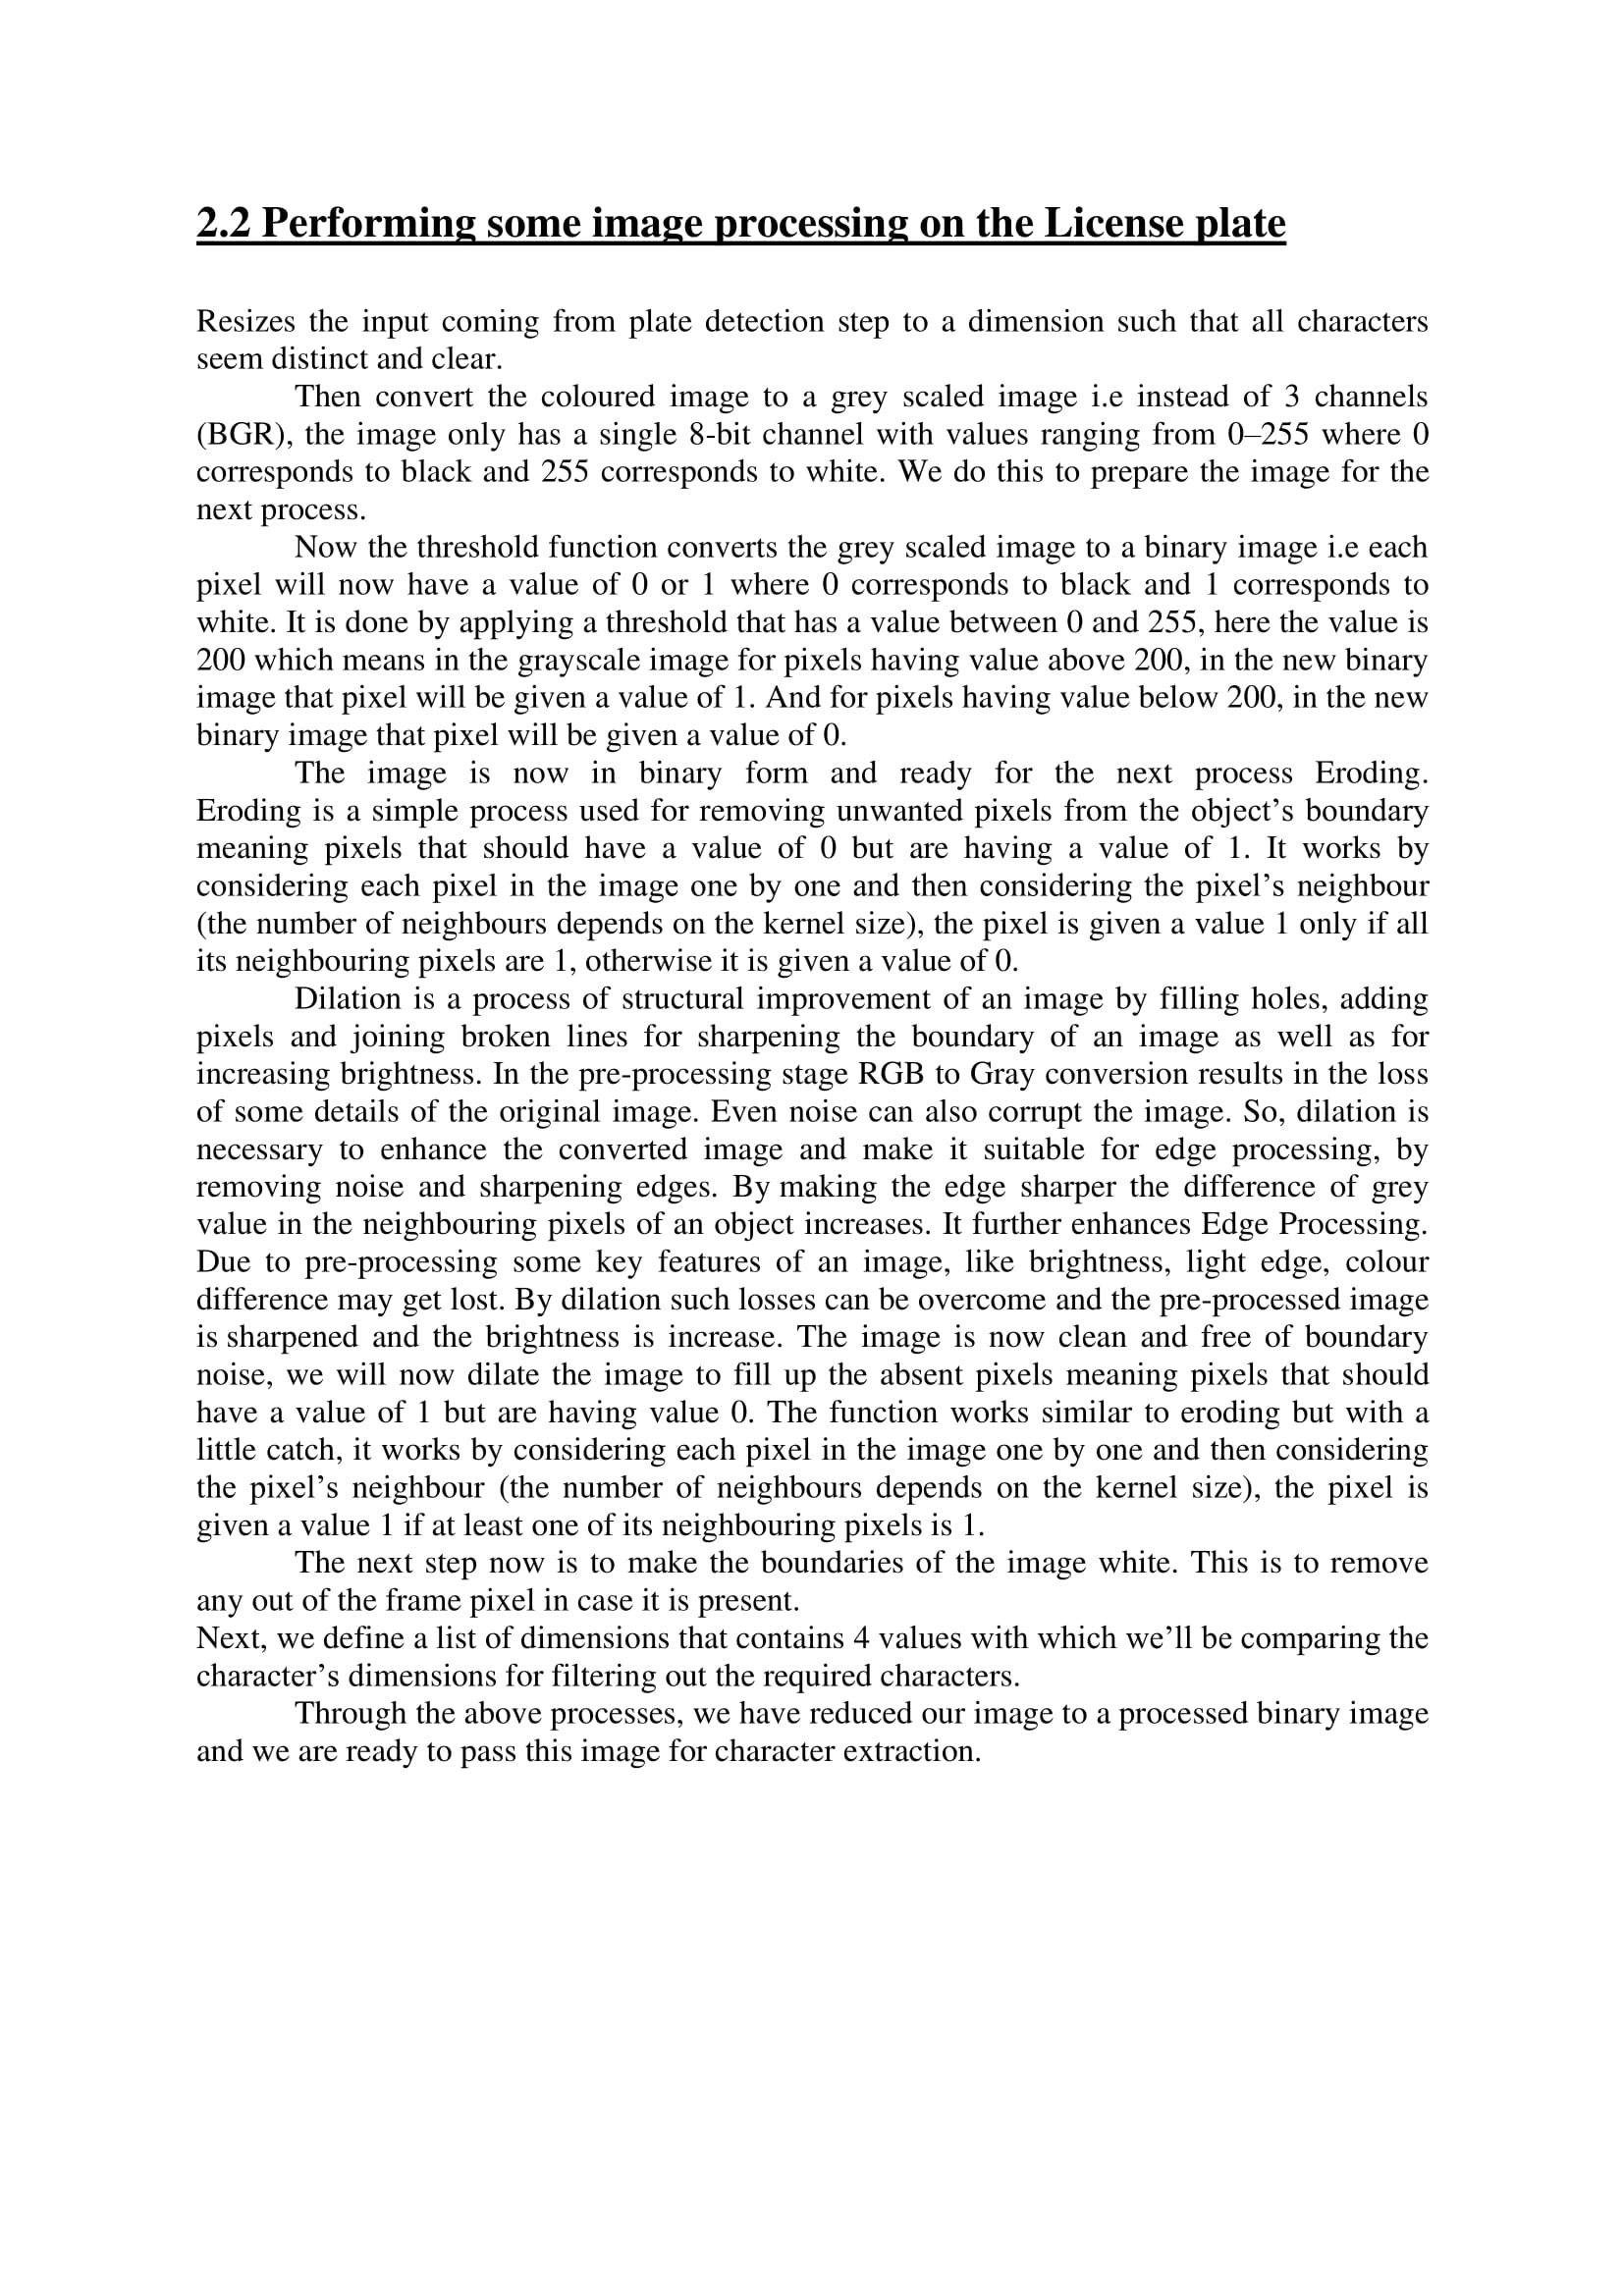 2.2 Performing some image processing on the License plate
Resizes the input coming from plate detection step to a dimension such that all characters
seem distinct and clear.
Then convert the coloured image to a grey scaled image i.e instead of 3 channels
(BGR), the image only has a single 8-bit channel with values ranging from 0–255 where 0
corresponds to black and 255 corresponds to white. We do this to prepare the image for the
next process.
Now the threshold function converts the grey scaled image to a binary image i.e each
pixel will now have a value of 0 or 1 where 0 corresponds to black and 1 corresponds to
white. It is done by applying a threshold that has a value between 0 and 255, here the value is
200 which means in the grayscale image for pixels having value above 200, in the new binary
image that pixel will be given a value of 1. And for pixels having value below 200, in the new
binary image that pixel will be given a value of 0.
The image is now in binary form and ready for the next process Eroding.
Eroding is a simple process used for removing unwanted pixels from the object’s boundary
meaning pixels that should have a value of 0 but are having a value of 1. It works by
considering each pixel in the image one by one and then considering the pixel’s neighbour
(the number of neighbours depends on the kernel size), the pixel is given a value 1 only if all
its neighbouring pixels are 1, otherwise it is given a value of 0.
Dilation is a process of structural improvement of an image by filling holes, adding
pixels and joining broken lines for sharpening the boundary of an image as well as for
increasing brightness. In the pre-processing stage RGB to Gray conversion results in the loss
of some details of the original image. Even noise can also corrupt the image. So, dilation is
necessary to enhance the converted image and make it suitable for edge processing, by
removing noise and sharpening edges. By making the edge sharper the difference of grey
value in the neighbouring pixels of an object increases. It further enhances Edge Processing.
Due to pre-processing some key features of an image, like brightness, light edge, colour
difference may get lost. By dilation such losses can be overcome and the pre-processed image
is sharpened and the brightness is increase. The image is now clean and free of boundary
noise, we will now dilate the image to fill up the absent pixels meaning pixels that should
have a value of 1 but are having value 0. The function works similar to eroding but with a
little catch, it works by considering each pixel in the image one by one and then considering
the pixel’s neighbour (the number of neighbours depends on the kernel size), the pixel is
given a value 1 if at least one of its neighbouring pixels is 1.
The next step now is to make the boundaries of the image white. This is to remove
any out of the frame pixel in case it is present.
Next, we define a list of dimensions that contains 4 values with which we’ll be comparing the
character’s dimensions for filtering out the required characters.
Through the above processes, we have reduced our image to a processed binary image
and we are ready to pass this image for character extraction.